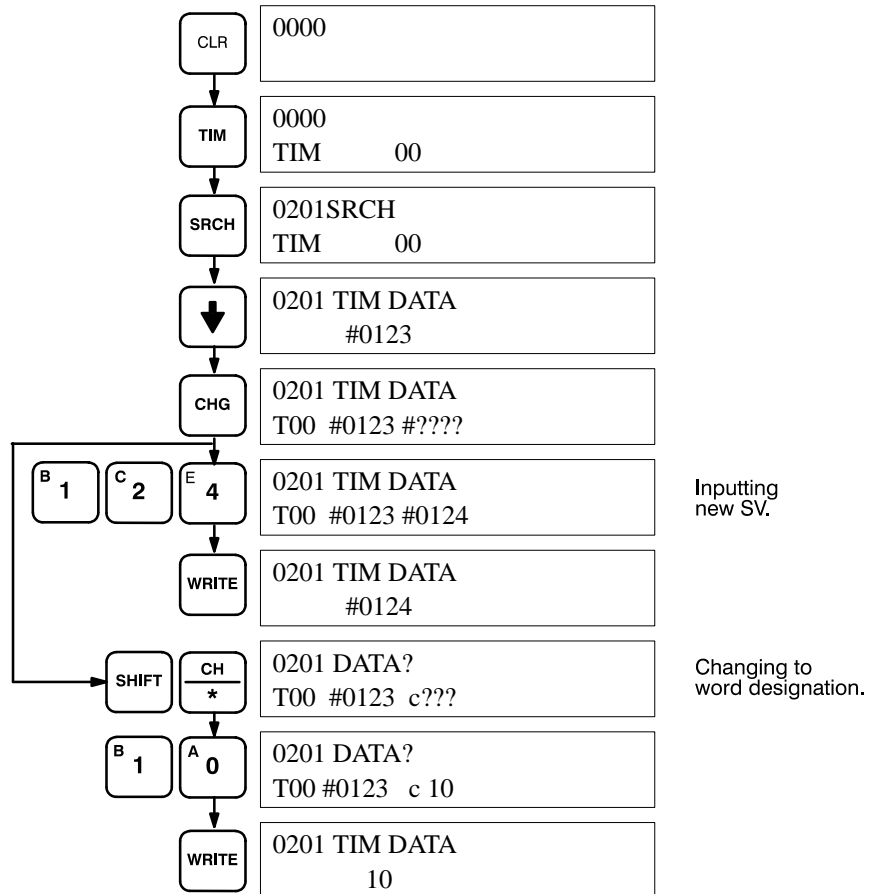 CLR
0000
TIM
0000
TIM 00
SRCH
0201SRCH
TIM 00
0201 TIM DATA
#0123
CHG
0201 TIM DATA
T00 #0123 #????
B 1 C 2 E 4
0201 TIM DATA
T00 #0123 #0124
Inputting
new SV.
WRITE
0201 TIM DATA
#0124
SHIFT CH
*
0201 DATA?
T00 #0123 c???
Changing to
word designation.
B 1 A 0
0201 DATA?
T00 #0123 c 10
WRITE
0201 TIM DATA
10